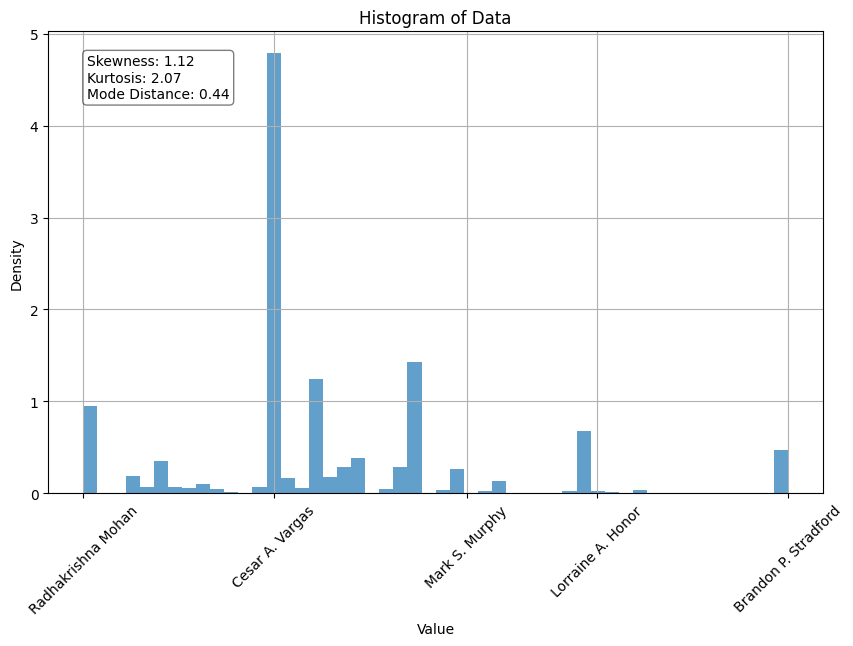 Histogram of Data
Skewness: 1.12
Kurtosis: 2.07
Mode Distance: 0.44
Density
5
4
3
2
1
0
Radhakrishna Mohan
Cesar A. Vargas
Mark S. Murphy
Lorraine A. Honor
Brandon P. Stradford
Value